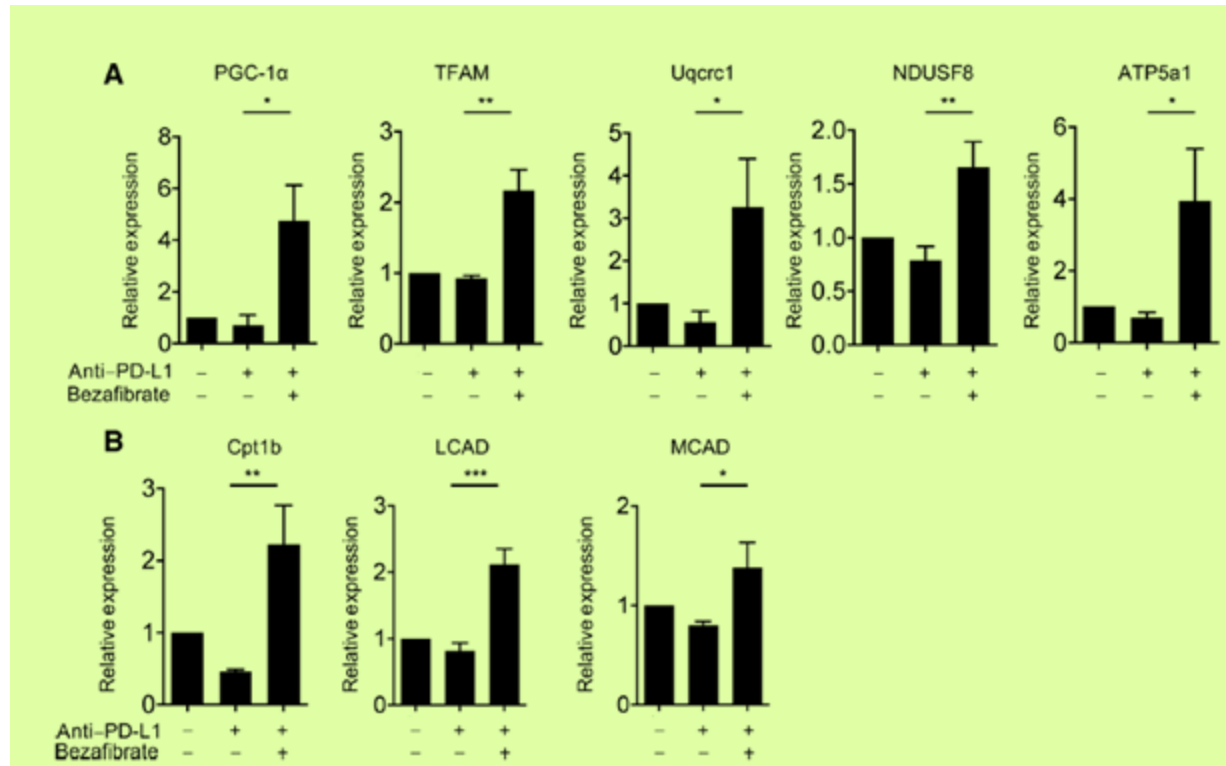 A
PGC-1α TFAM Uqcrc1 NDUSF8 ATP5a1
* ** * ** *
Relative expression Relative expression Relative expression Relative expression Relative expression
8 3 5 2.0 6
6 4 1.5
2 3 4
4 1.0
2 1 2 0.5 2
1
0 0 0 0.0 0
Anti–PD-L1 – + + – + + – + + – + + – + +
Bezafibrate – – + – – + – – + – – + – – +
B
Cpt1b LCAD MCAD
** *** *
Relative expression Relative expression Relative expression
3 3 2
2 2
1 1 1
0 0 0
Anti–PD-L1 – + + – + + – + +
Bezafibrate – – + – – + – – +